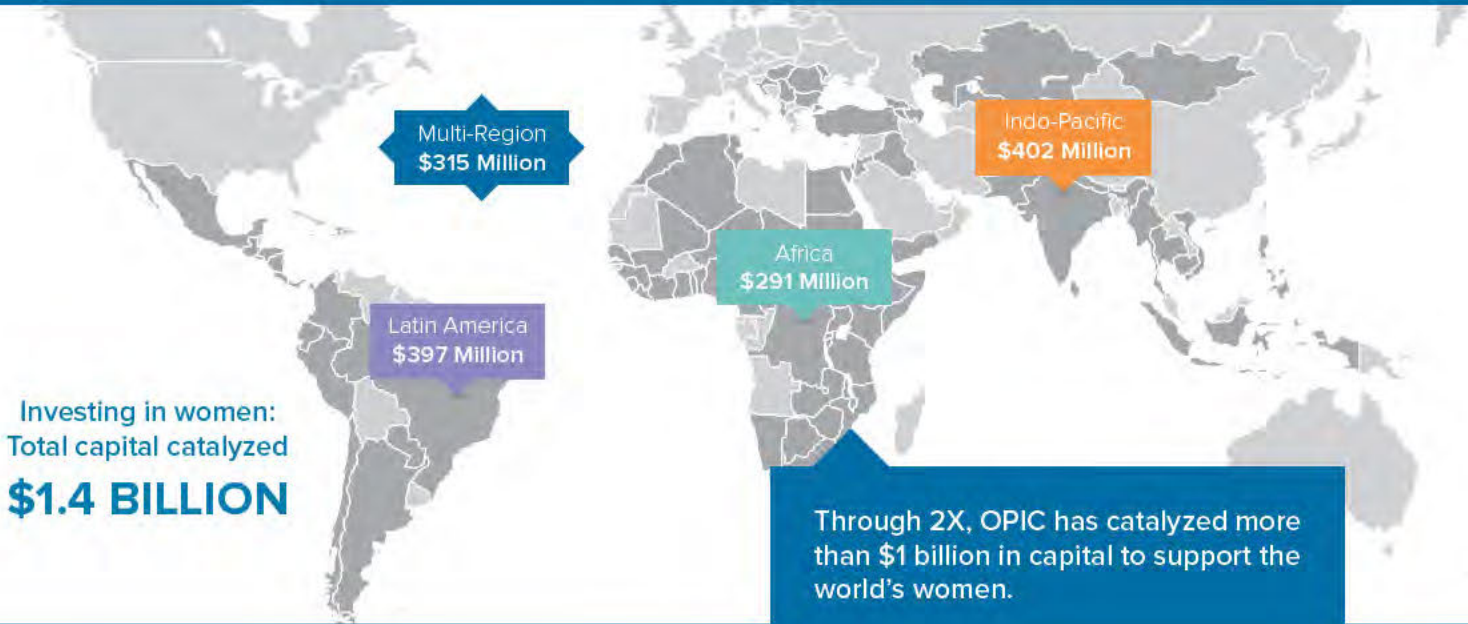 Multi-Region
$315 Million
Indo-Pacific
$402 Million
Africa
$291 Million
Latin America
$397 Million
Investing in women:
Total capital catalyzed
$1.4 BILLION
Through 2X, OPIC has catalyzed more
than $1 billion in capital to support the
world's women.